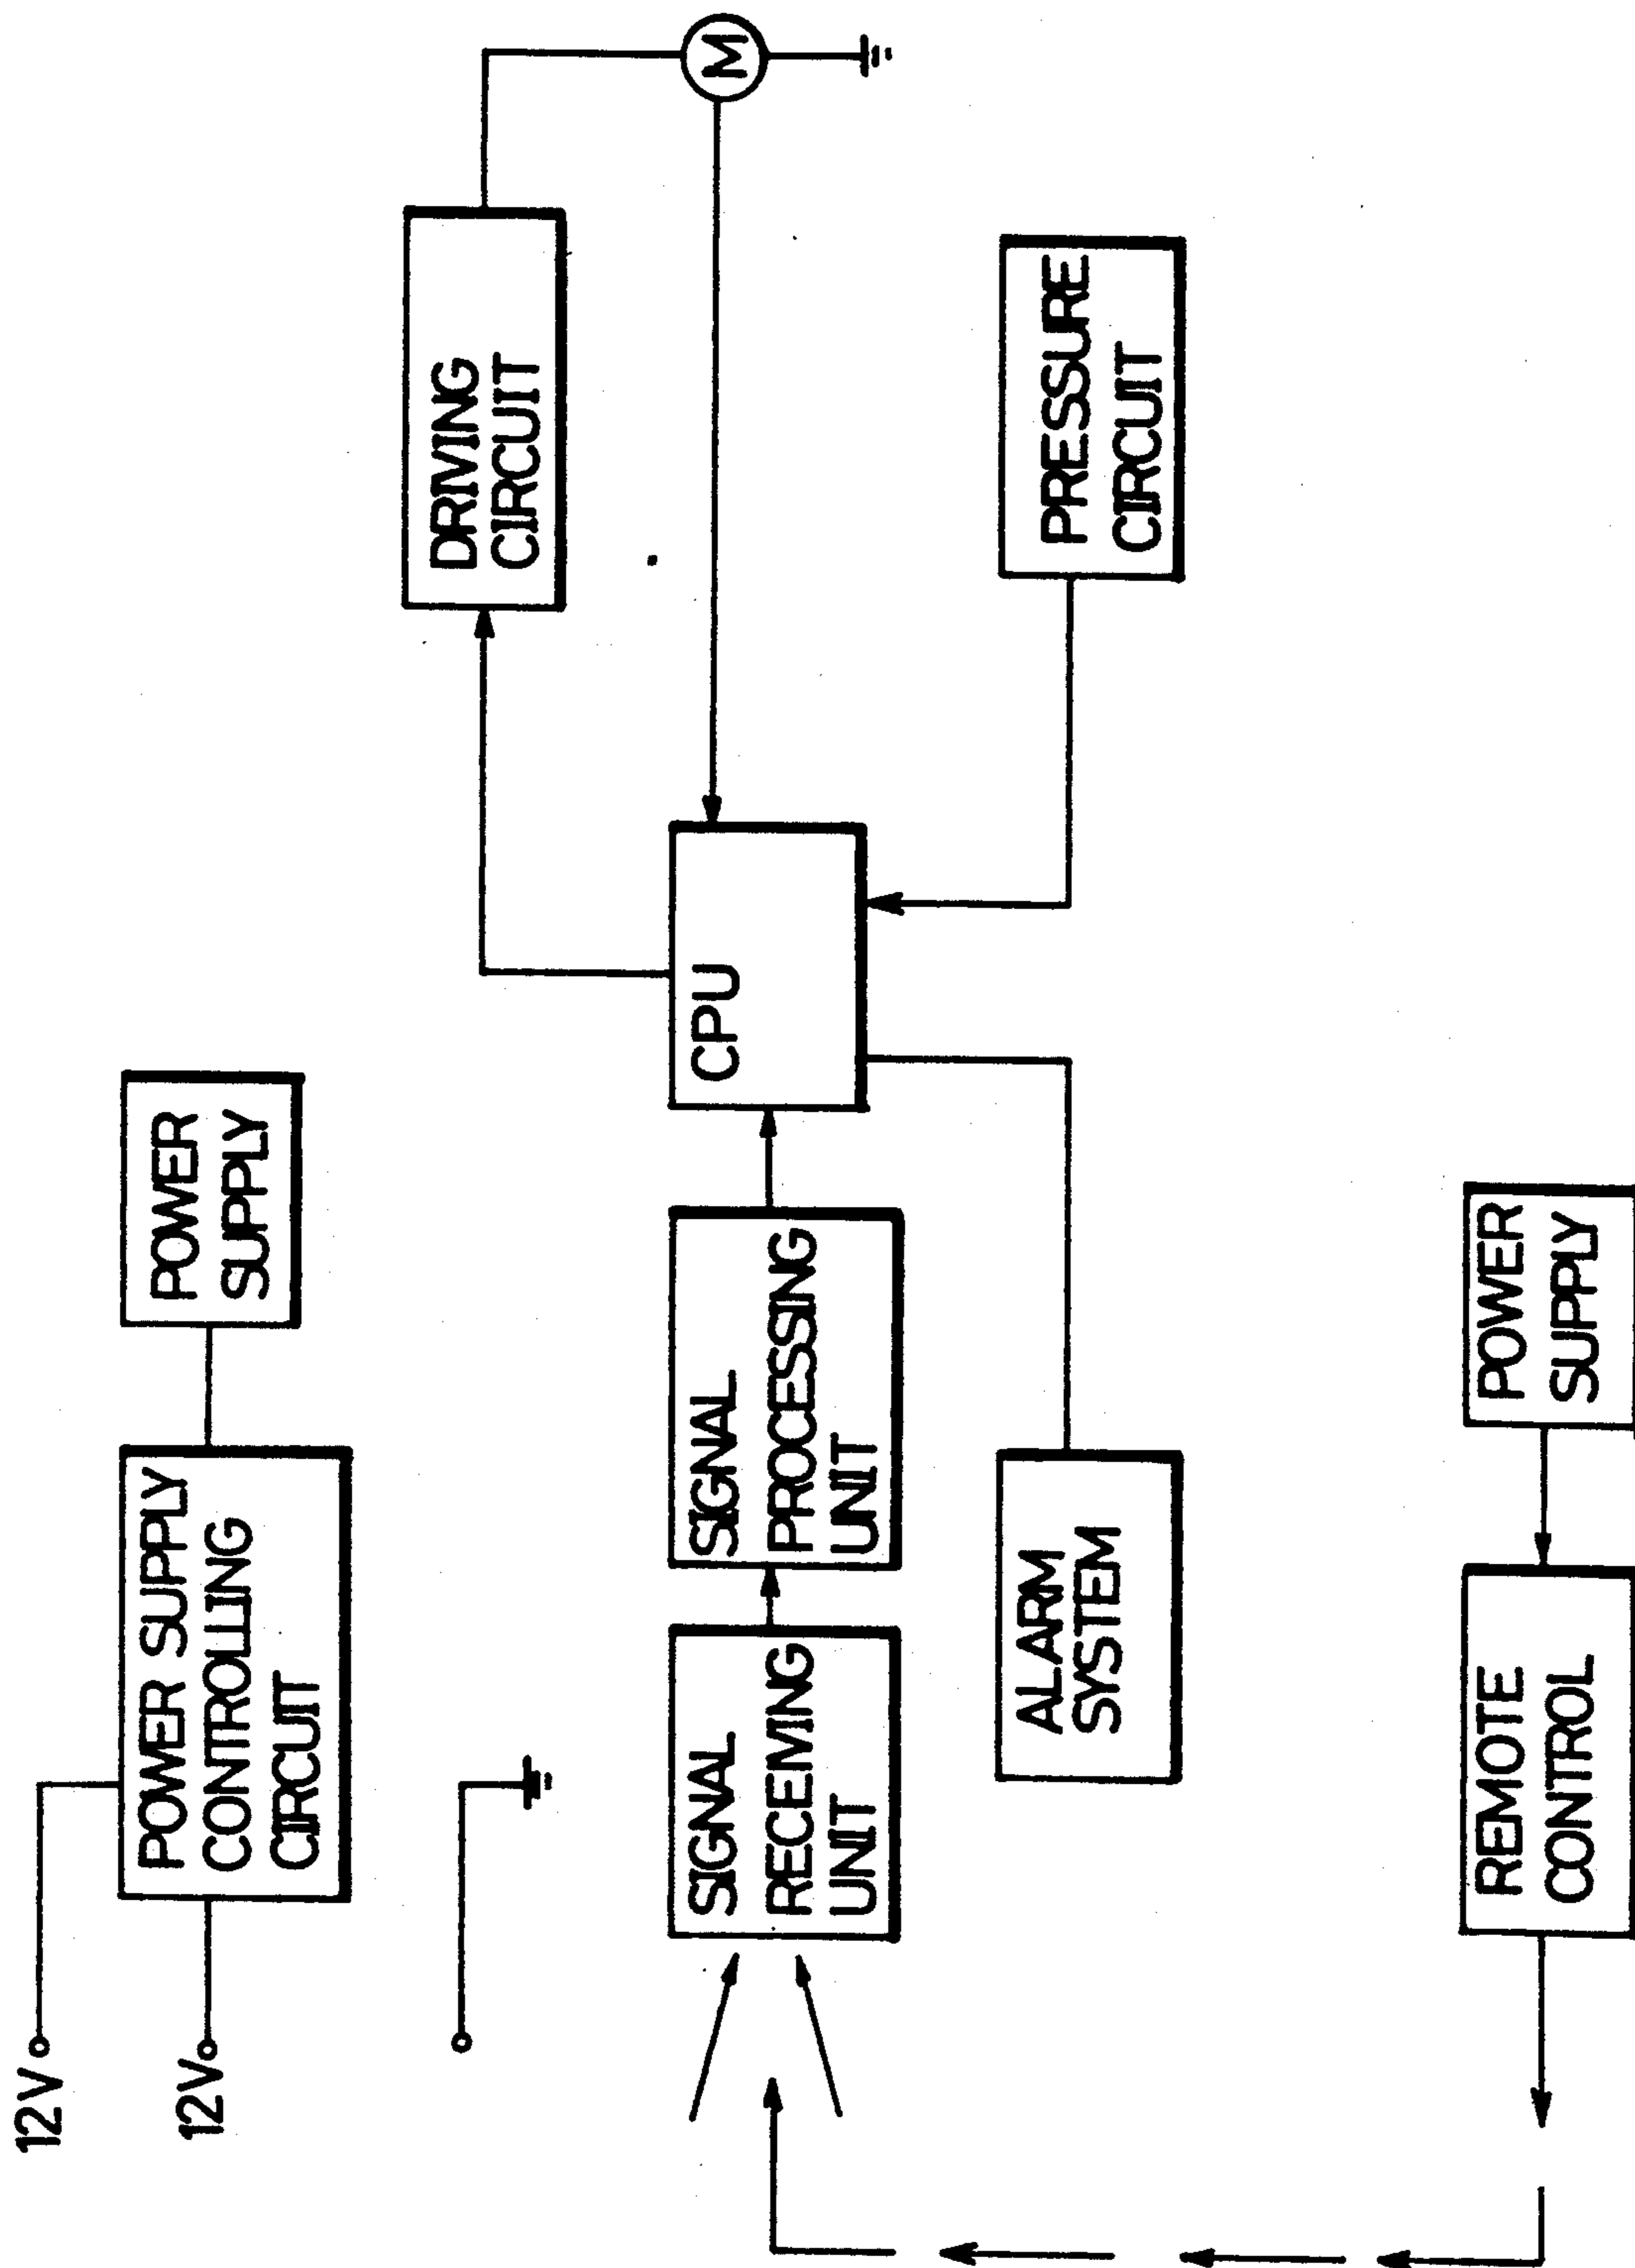 12V
12V
POWER SUPPLY
CONTROLLING
CIRCUIT
POWER
SUPPLY
DRIVING
CIRCUIT
M
SIGNAL
RECEIVING
UNIT
SIGNAL
PROCESSING
UNIT
CPU
ALARM
SYSTEM
PRESSURE
CIRCUIT
REMOTE
CONTROL
POWER
SUPPLY